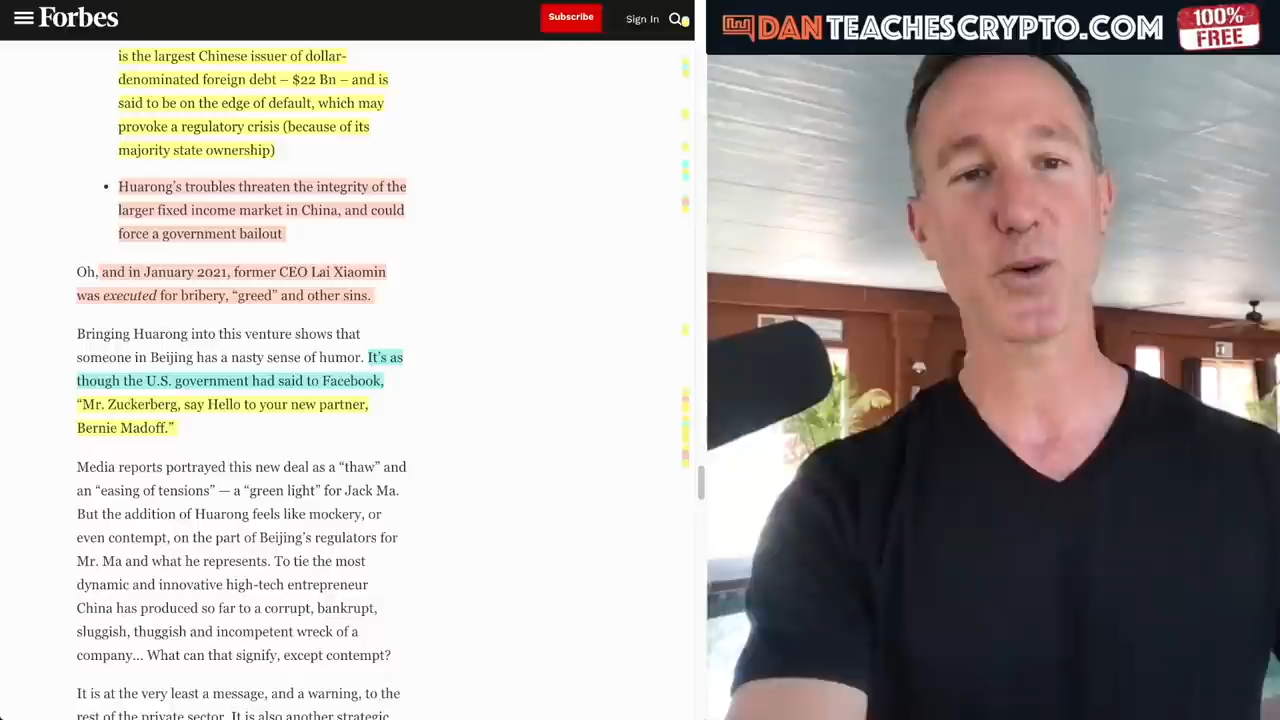 Forbes
Subscribe
Sign In
is the largest Chinese issuer of dollar-
denominated foreign debt – $22 Bn – and is
said to be on the edge of default, which may
provoke a regulatory crisis (because of its
majority state ownership)
• Huarong’s troubles threaten the integrity of the
larger fixed income market in China, and could
force a government bailout
Oh, and in January 2021, former CEO Lai Xiaomin
was executed for bribery, “greed” and other sins.
Bringing Huarong into this venture shows that
someone in Beijing has a nasty sense of humor. It’s as
though the U.S. government had said to Facebook,
“Mr. Zuckerberg, say Hello to your new partner,
Bernie Madoff.”
Media reports portrayed this new deal as a “thaw” and
an “easing of tensions” — a “green light” for Jack Ma.
But the addition of Huarong feels like mockery, or
even contempt, on the part of Beijing’s regulators for
Mr. Ma and what he represents. To tie the most
dynamic and innovative high-tech entrepreneur
China has produced so far to a corrupt, bankrupt,
sluggish, thuggish and incompetent wreck of a
company... What can that signify, except contempt?
It is at the very least a message, and a warning, to the
rest of the private sector. It is also another strategic
DANTEACHESCRYPTO.COM
100%
FREE